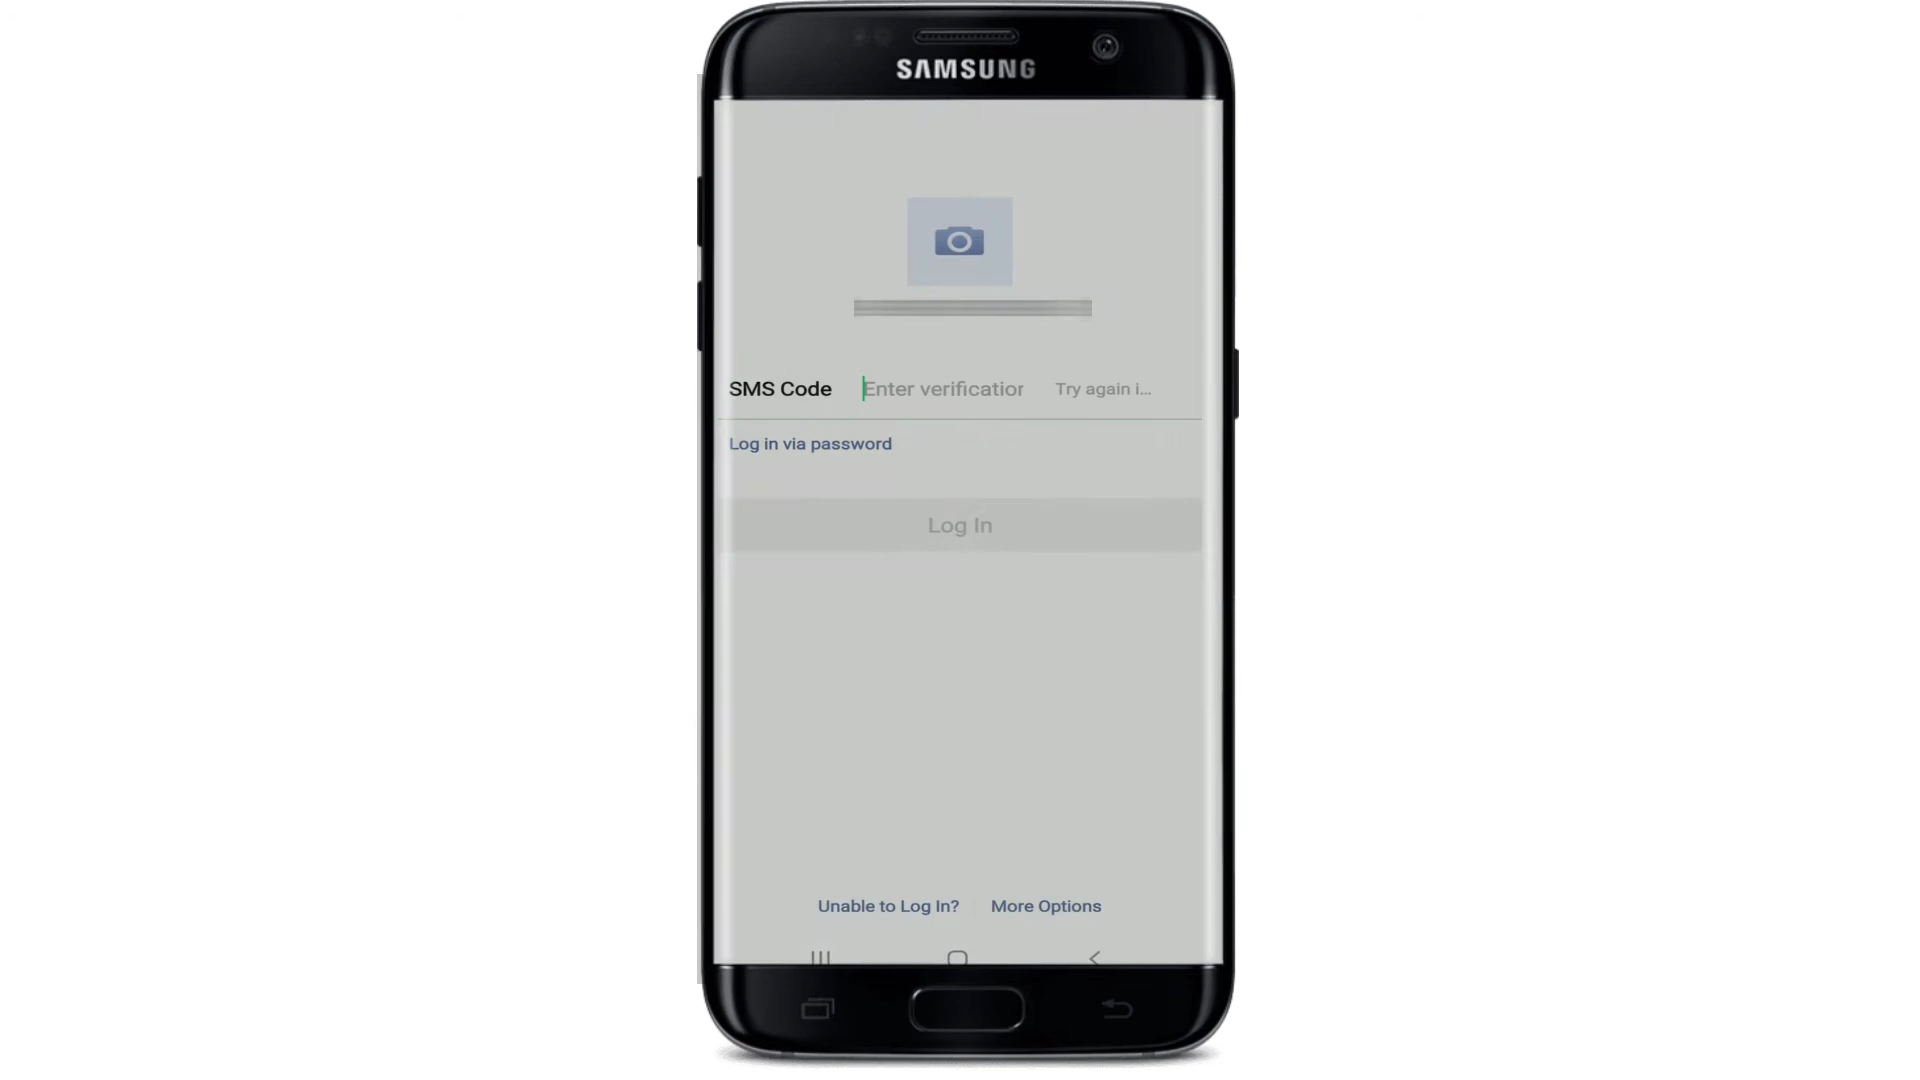 SAMSUNG
SMS Code Enter verification Try again i...
Log in via password
Log In
Unable to Log In? More Options